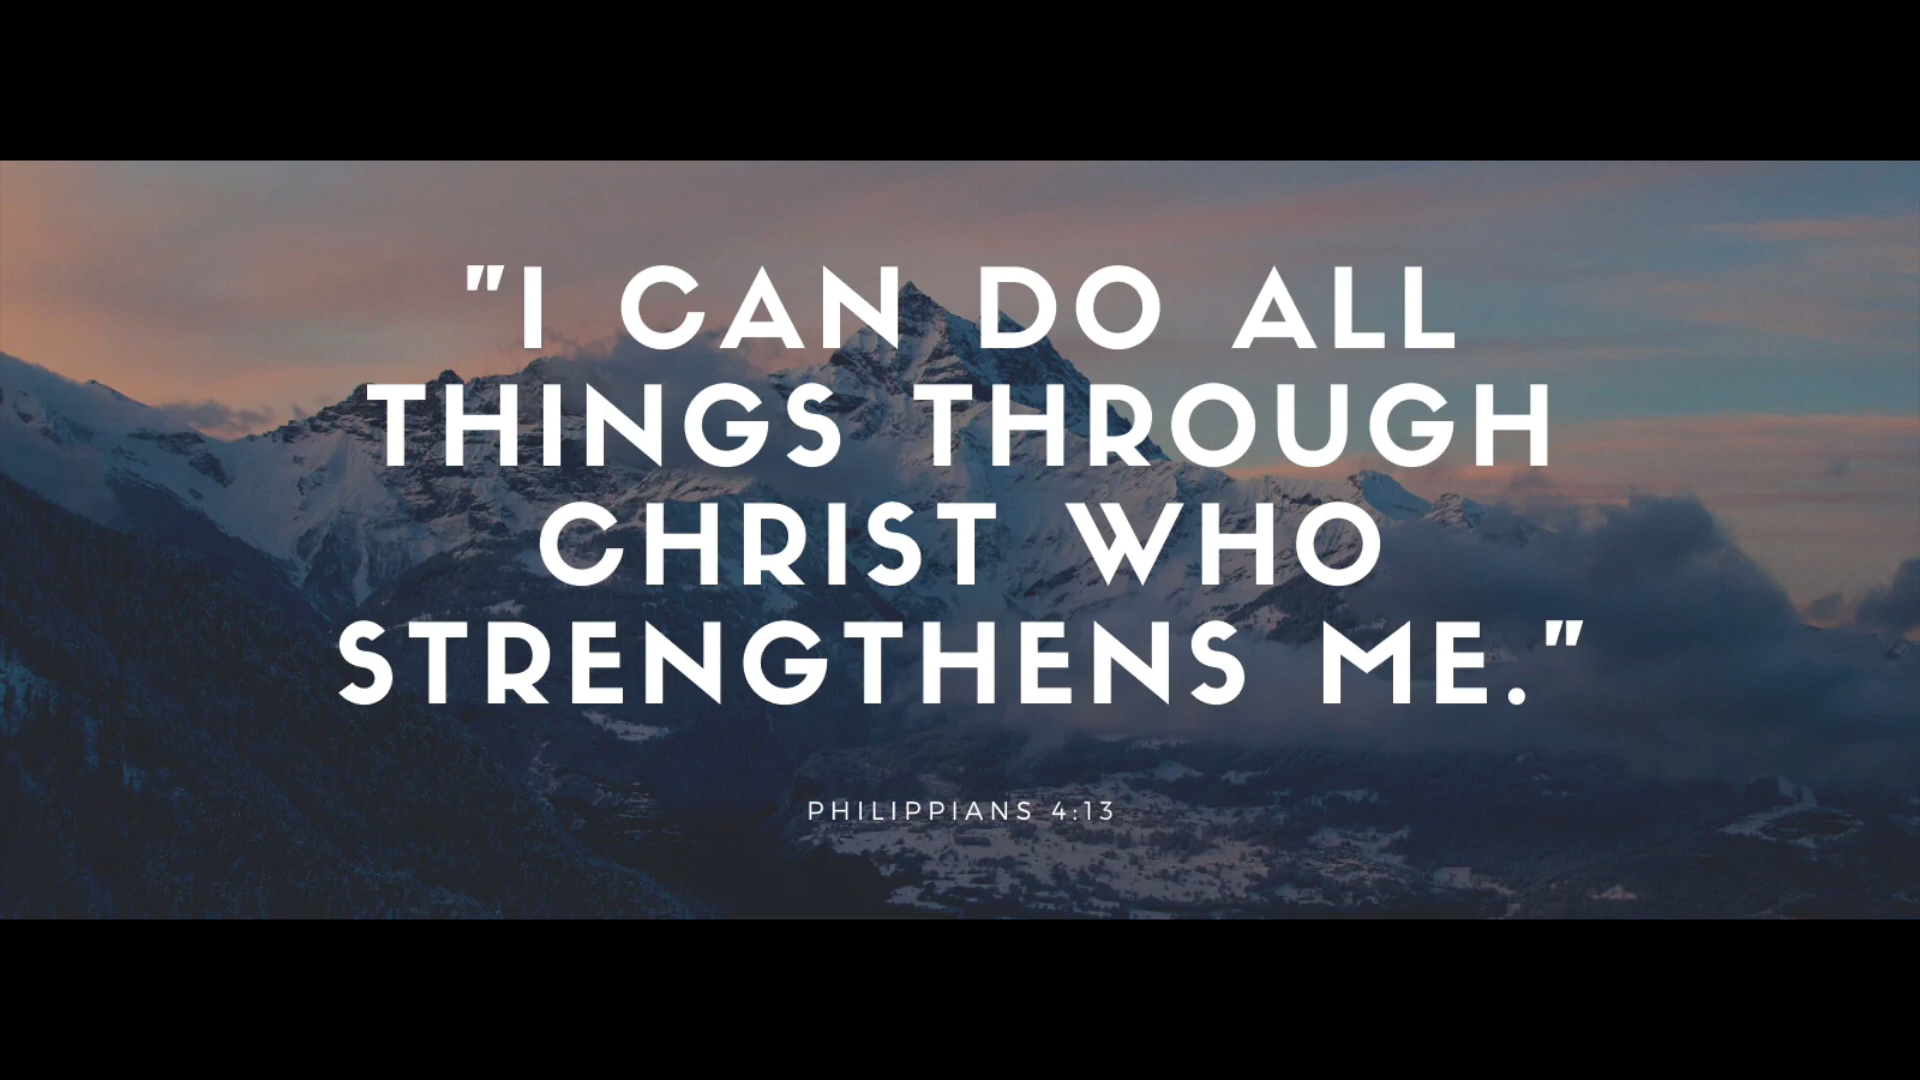 "I CAN DO ALL
THINGS THROUGH
CHRIST WHO
STRENGTHENS ME."
PHILIPPIANS 4:13